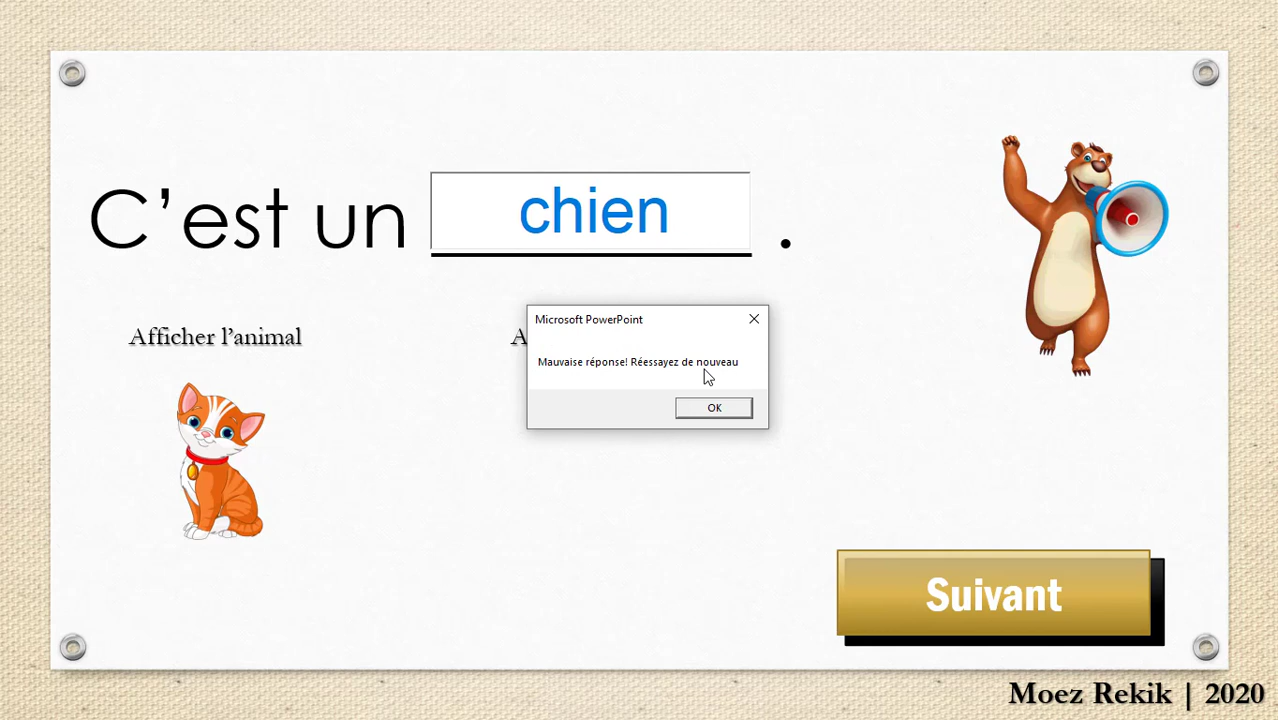 C’est un chien .
Afficher l’animal
A
Microsoft PowerPoint
Mauvaise réponse! Réessayez de nouveau
OK
Suivant
Moez Rekik | 2020